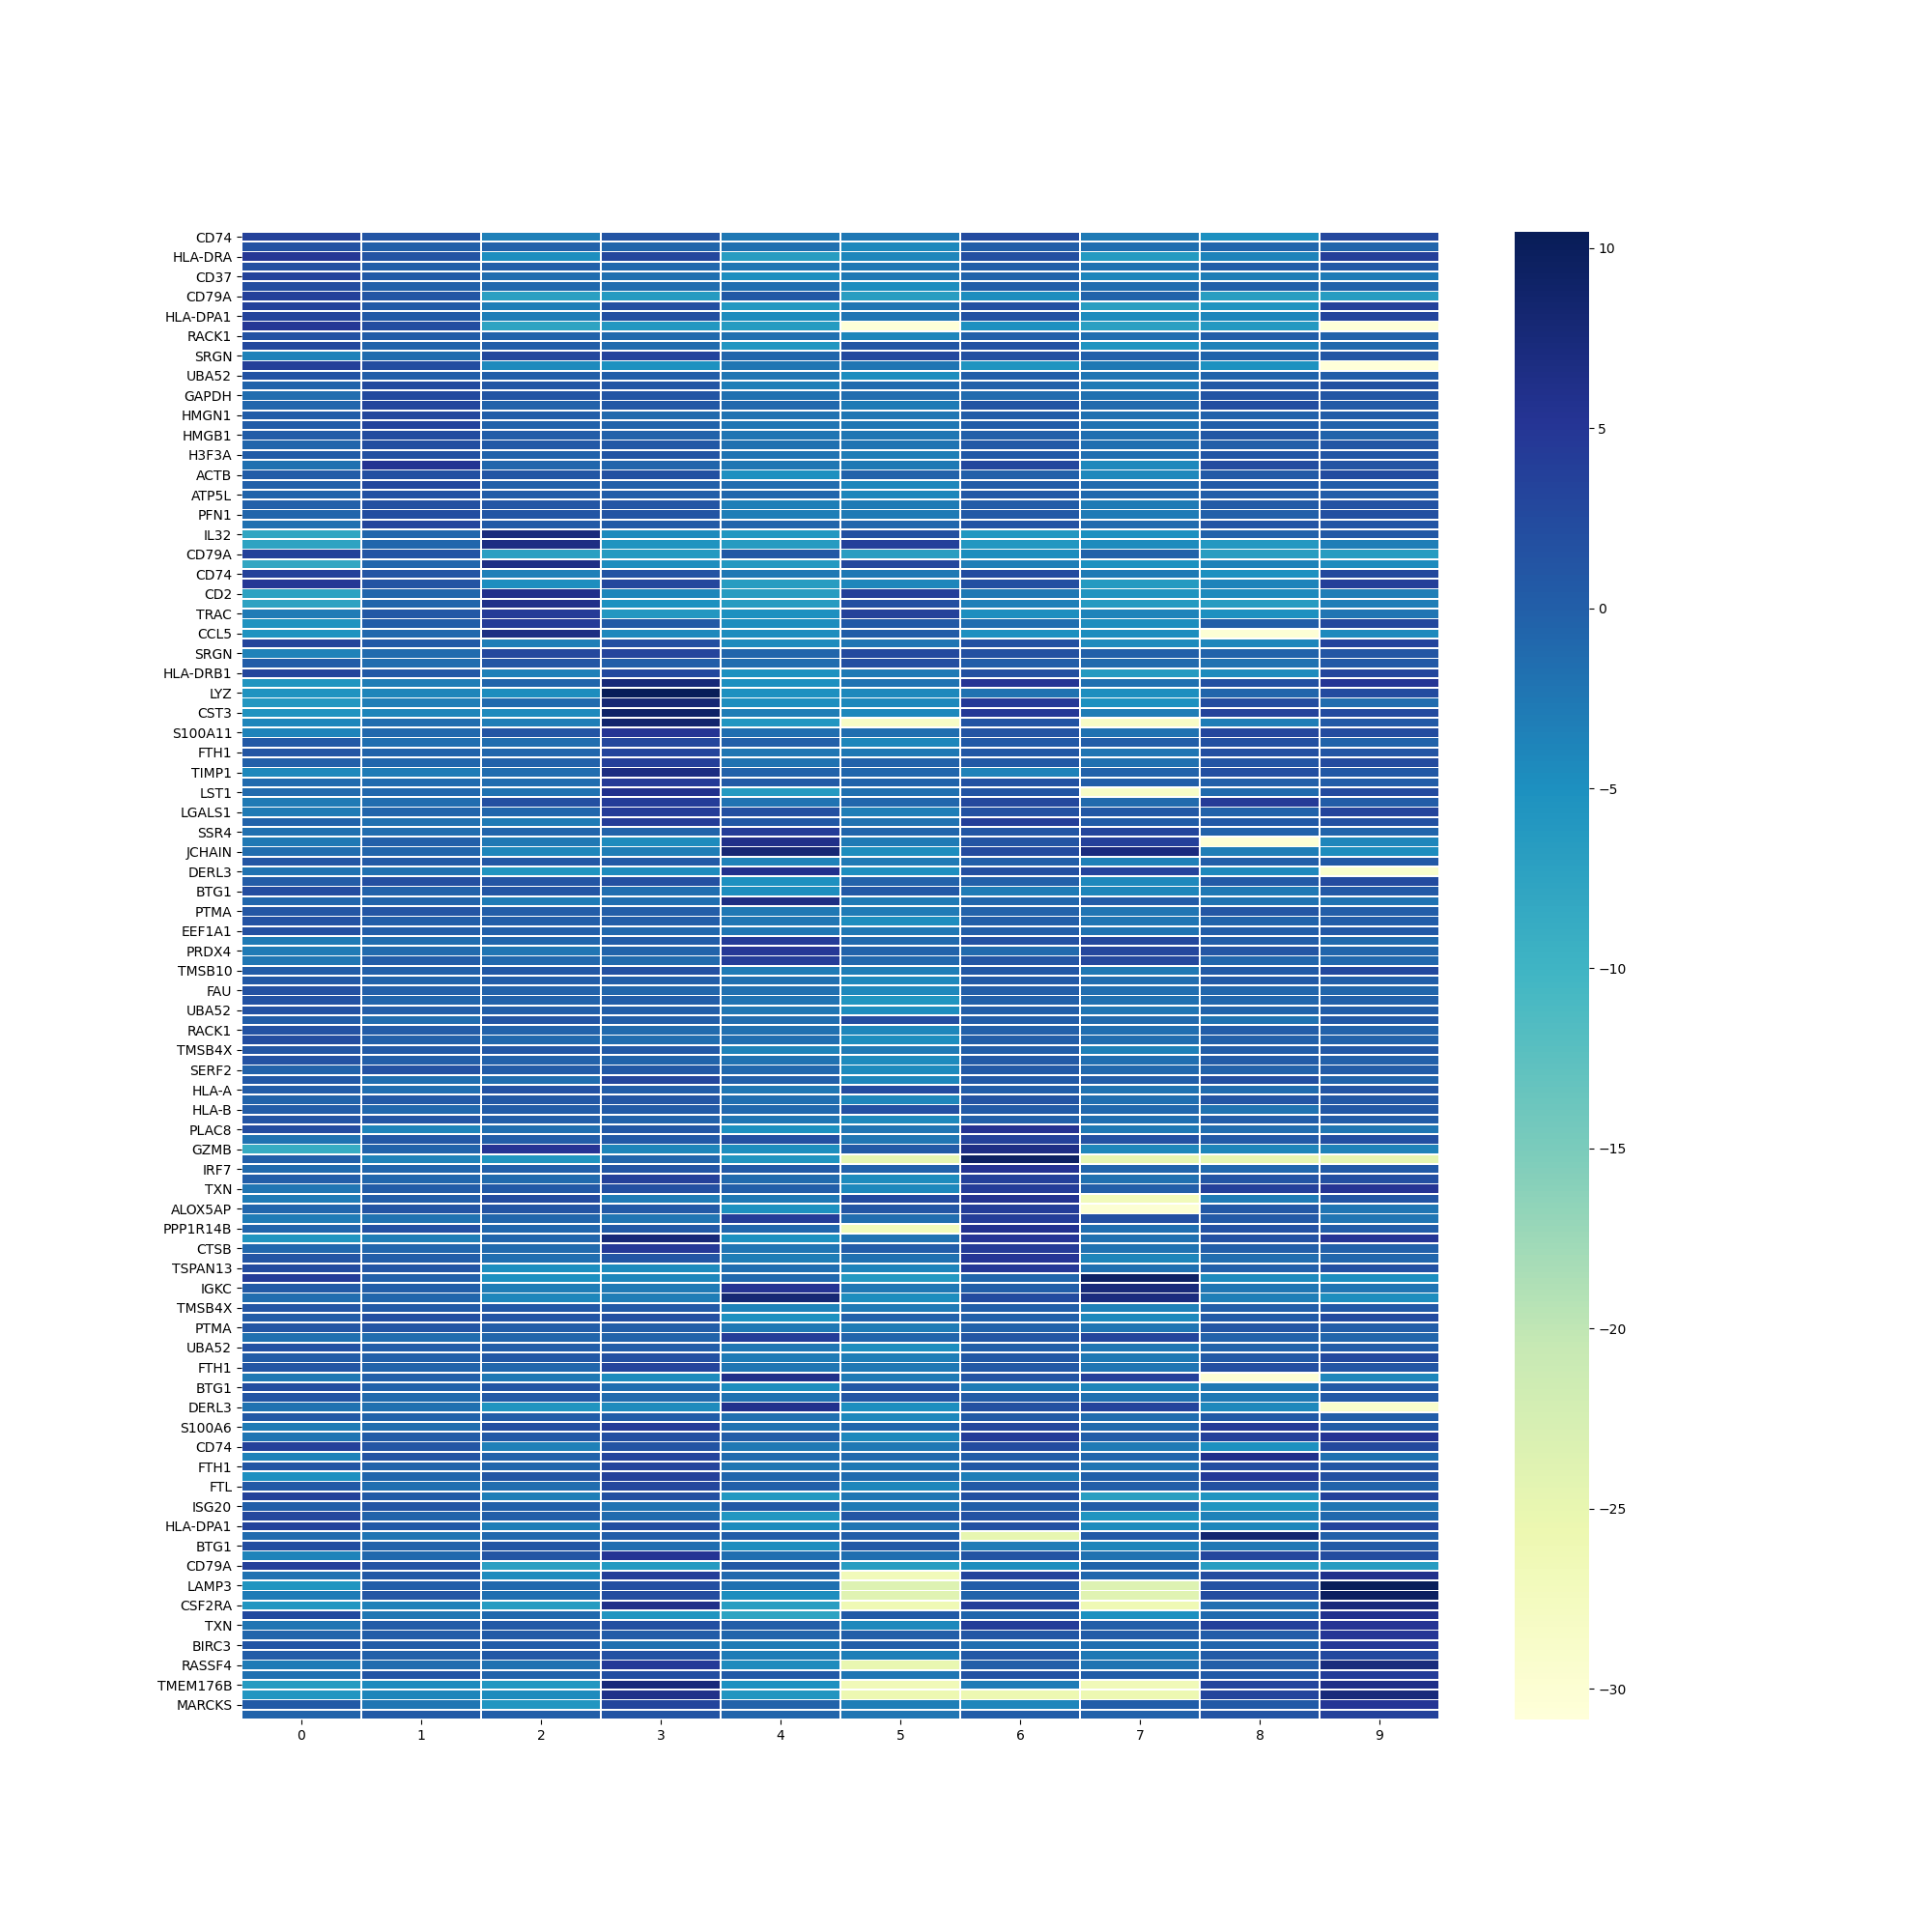 CD74
HLA-DRA
CD37
CD79A
HLA-DPA1
RACK1
SRGN
UBA52
GAPDH
HMGN1
HMGB1
H3F3A
ACTB
ATP5L
PFN1
IL32
CD79A
CD74
CD2
TRAC
CCL5
SRGN
HLA-DRB1
LYZ
CST3
S100A11
FTH1
TIMP1
LST1
LGALS1
SSR4
JCHAIN
DERL3
BTG1
PTMA
EEF1A1
PRDX4
TMSB10
FAU
UBA52
RACK1
TMSB4X
SERF2
HLA-A
HLA-B
PLAC8
GZMB
IRF7
TXN
ALOX5AP
PPP1R14B
CTSB
TSPAN13
IGKC
TMSB4X
PTMA
UBA52
FTH1
BTG1
DERL3
S100A6
CD74
FTH1
FTL
ISG20
HLA-DPA1
BTG1
CD79A
LAMP3
CSF2RA
TXN
BIRC3
RASSF4
TMEM176B
MARCKS
0 1 2 3 4 5 6 7 8 9
10
5
0
−5
−10
−15
−20
−25
−30